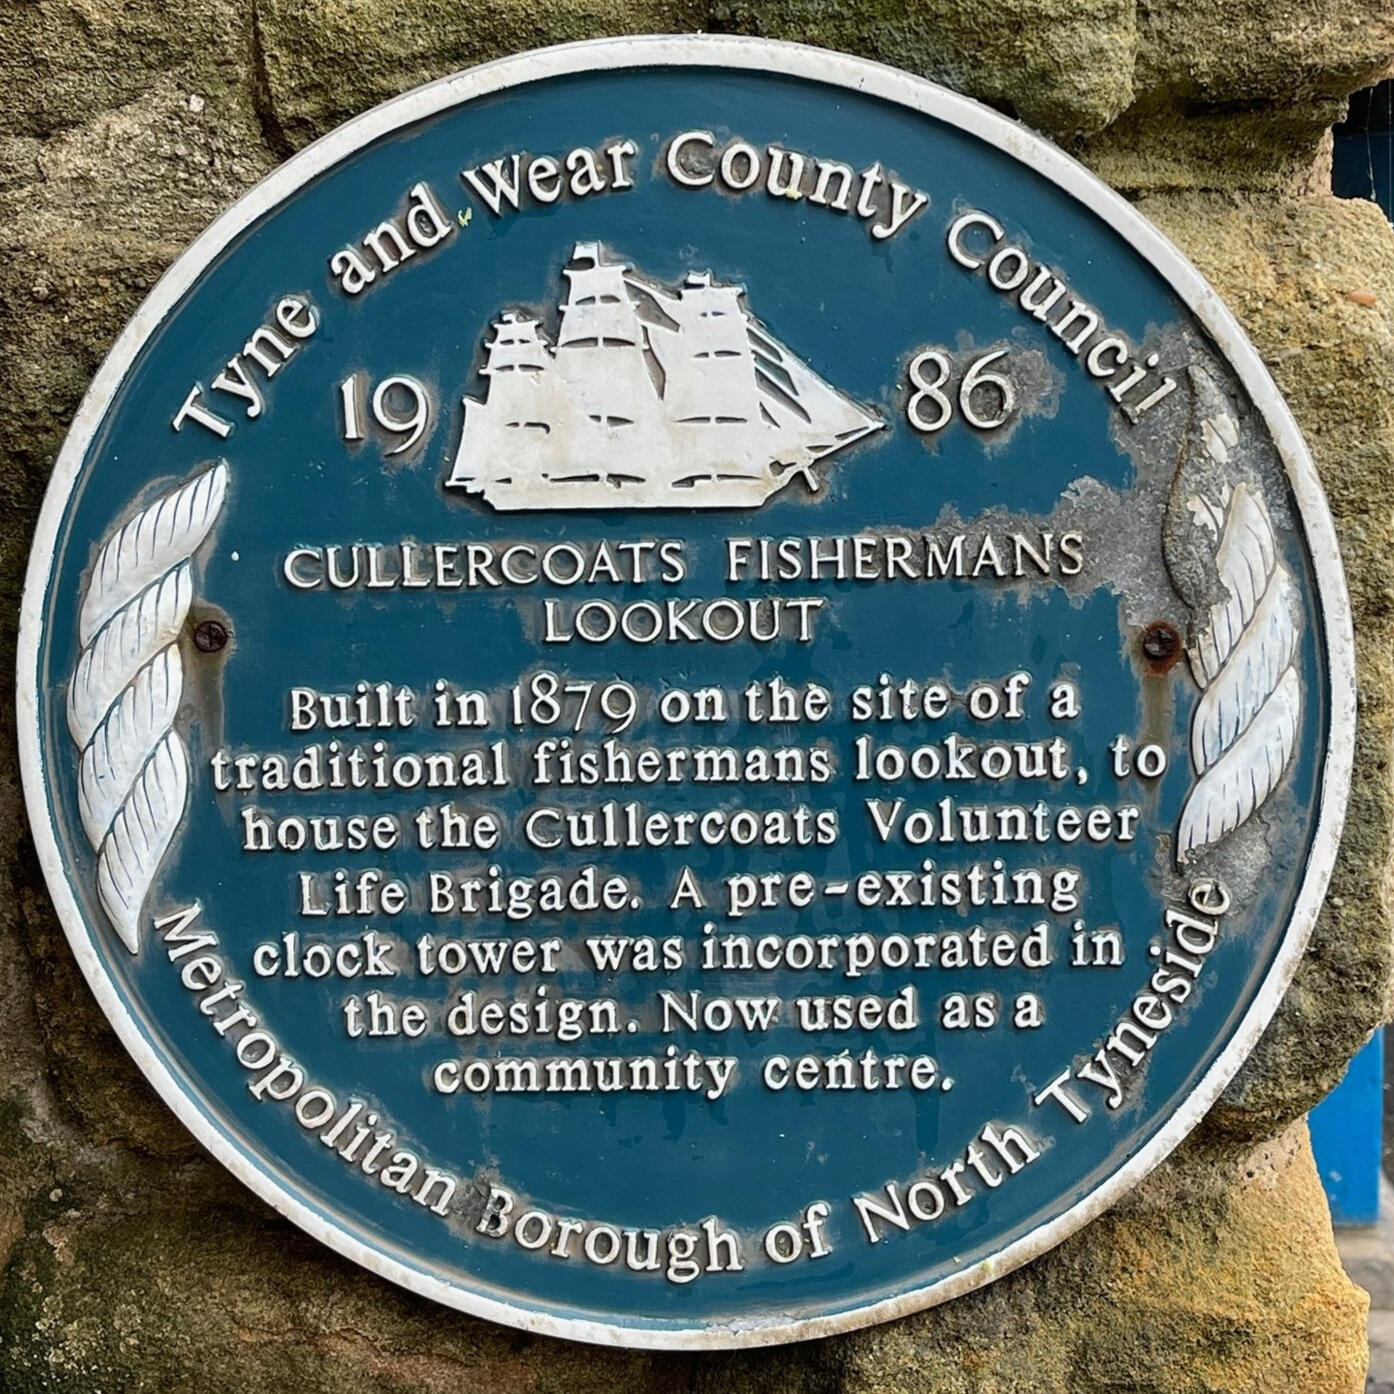 Tyne and Wear County Council
1986
CULLERCOATS FISHERMANS
LOOKOUT
Built in 1879 on the site of a
traditional fishermans lookout, to
house the Cullercoats Volunteer
Life Brigade. A pre-existing
clock tower was incorporated in
the design. Now used as a
community centre.
Metropolitan Borough of North Tyneside